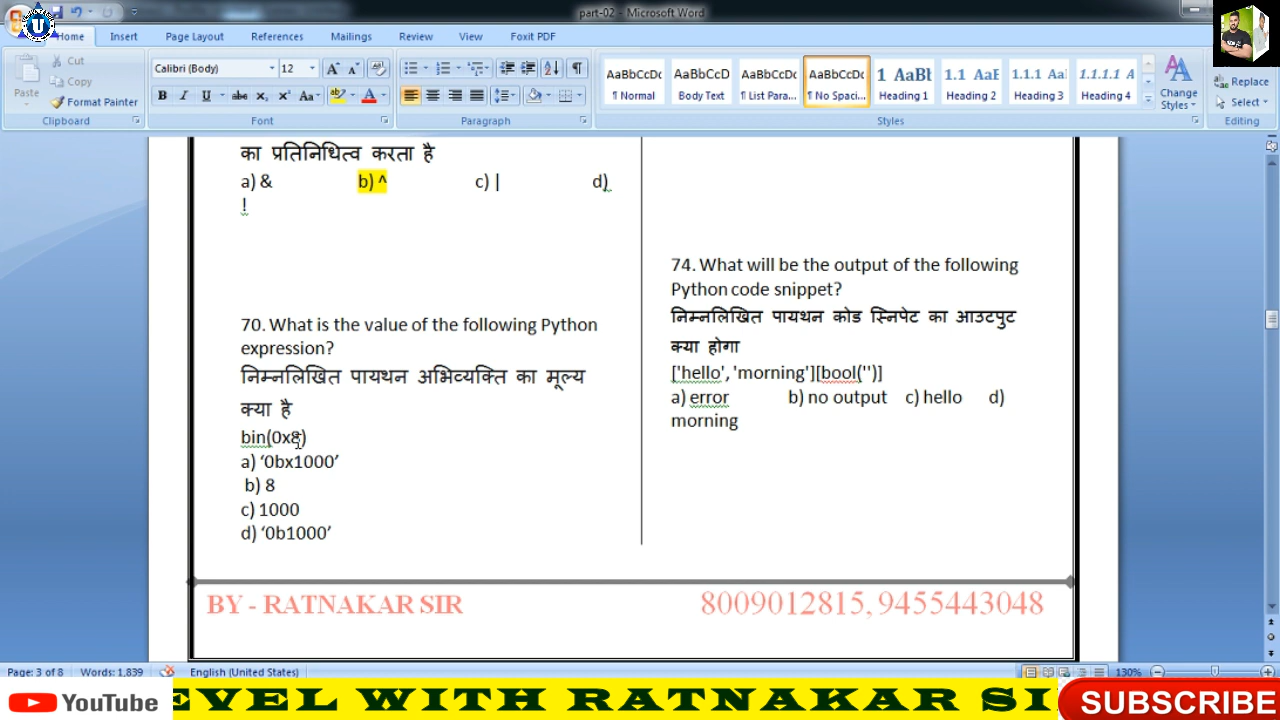 part-02 - Microsoft Word
U
Home Insert Page Layout References Mailings Review View Foxit PDF
Paste
Cut
Copy
Format Painter
Clipboard
Calibri (Body) 12
Font
Paragraph
AaBbCcDc AaBbCcD AaBbCcDc AaBbCcDc 1 AaBb 1.1 AaB 1.1.1 Aa 1.1.1.1 A
¶ Normal Body Text ¶ List Para... ¶ No Spaci... Heading 1 Heading 2 Heading 3 Heading 4
Change Styles
Styles
Replace
Select
Editing
का प्रतिनिधित्व करता है
a) & b) ^ c) | d)
!
70. What is the value of the following Python
expression?
निम्नलिखित पायथन अभिव्यक्ति का मूल्य
क्या है
bin(0x8)
a) ‘0bx1000’
b) 8
c) 1000
d) ‘0b1000’
74. What will be the output of the following
Python code snippet?
निम्नलिखित पायथन कोड स्निपेट का आउटपुट
क्या होगा
['hello', 'morning'][bool('')]
a) error b) no output c) hello d)
morning
BY - RATNAKAR SIR 8009012815, 9455443048
Page: 3 of 8 Words: 1,839 English (United States) 130%
YouTube
EVEL WITH RATNAKAR SI
SUBSCRIBE